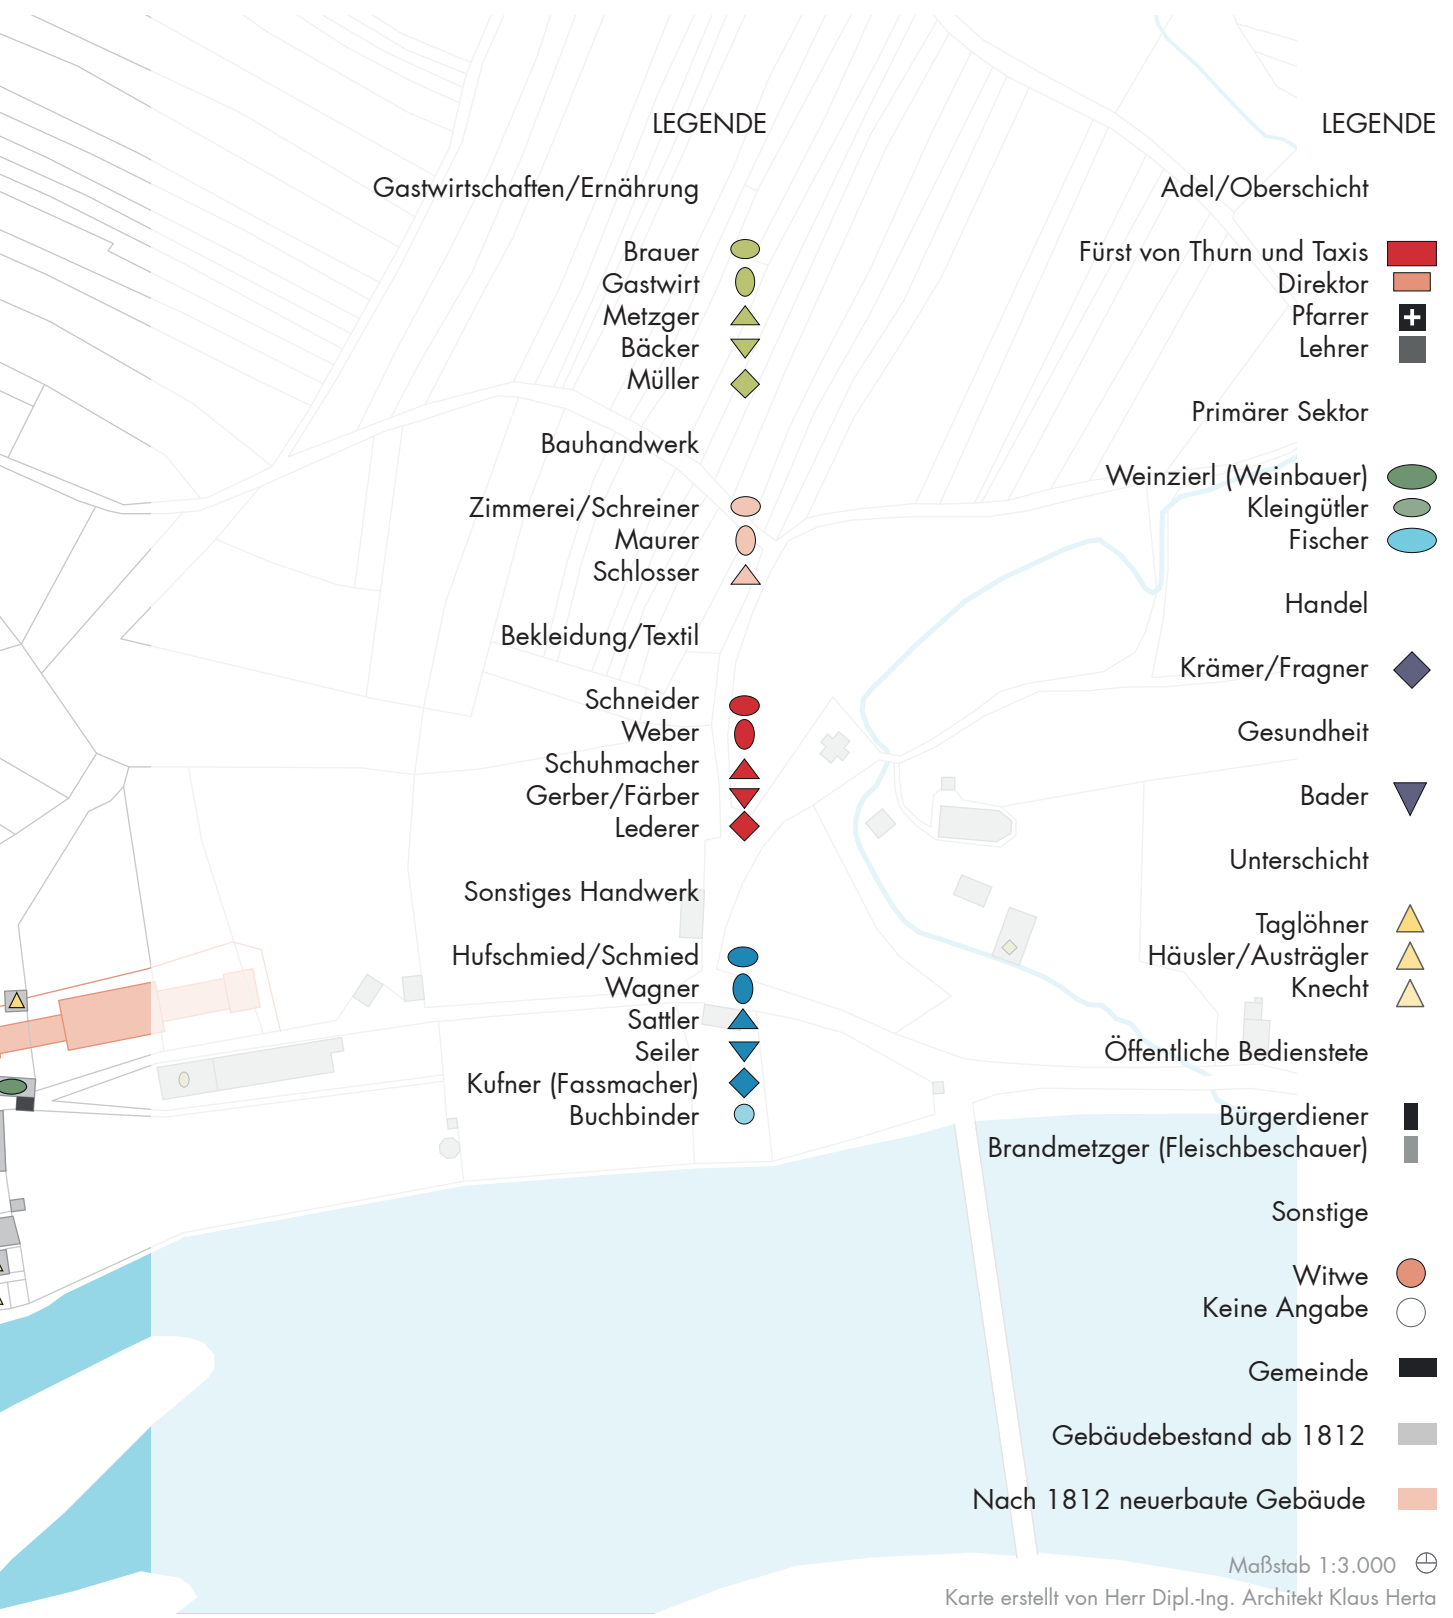 LEGENDE
Gastwirtschaften/Ernährung
Brauer
Gastwirt
Metzger
Bäcker
Müller
Bauhandwerk
Zimmerei/Schreiner
Maurer
Schlosser
Bekleidung/Textil
Schneider
Weber
Schuhmacher
Gerber/Färber
Lederer
Sonstiges Handwerk
Hufschmied/Schmied
Wagner
Sattler
Seiler
Kufner (Fassmacher)
Buchbinder
LEGENDE
Adel/Oberschicht
Fürst von Thurn und Taxis
Direktor
Pfarrer
Lehrer
Primärer Sektor
Weinzierl (Weinbauer)
Kleingütler
Fischer
Handel
Krämer/Fragner
Gesundheit
Bader
Unterschicht
Taglöhner
Häusler/Austrägler
Knecht
Öffentliche Bedienstete
Bürgerdiener
Brandmetzger (Fleischbeschauer)
Sonstige
Witwe
Keine Angabe
Gemeinde
Gebäudebestand ab 1812
Nach 1812 neuerbaute Gebäude
Maßstab 1:3.000
Karte erstellt von Herr Dipl.-Ing. Architekt Klaus Herta